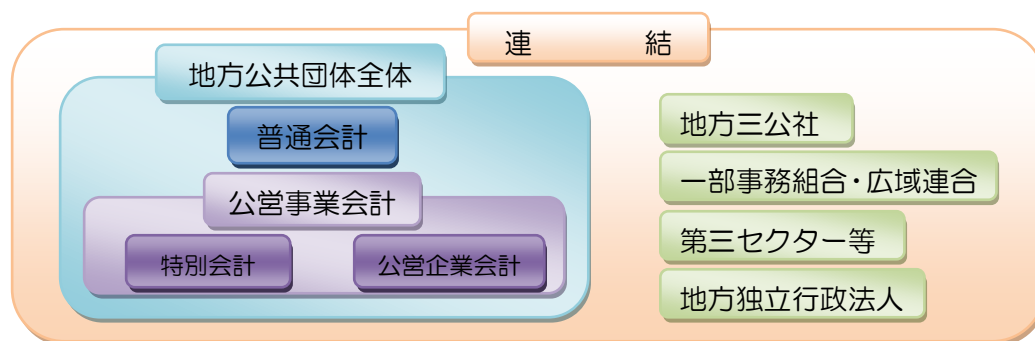 連 結
地方公共団体全体
普通会計
公営事業会計
特別会計
公営企業会計
地方三公社
一部事務組合・広域連合
第三セクター等
地方独立行政法人